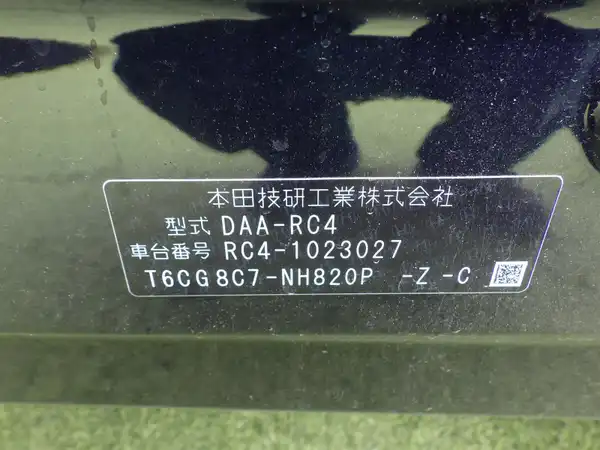 本田技研工業株式会社
型式 DAA-RC4
車台番号 RC4-1023027
T6CG8C7-NH820P -Z -C